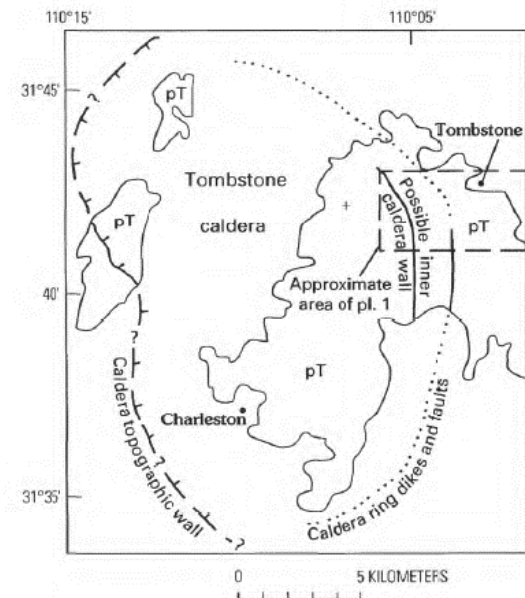 110°15'
110°05'
31°45'
pT
Tombstone
Tombstone
caldera
pT
pT
Possible inner
caldera wall
Approximate
area of pl. 1
40'
?
?
pT
Charleston
?
Caldera topographic wall
?
?
Caldera ring dikes and faults
31°35'
0
5 KILOMETERS